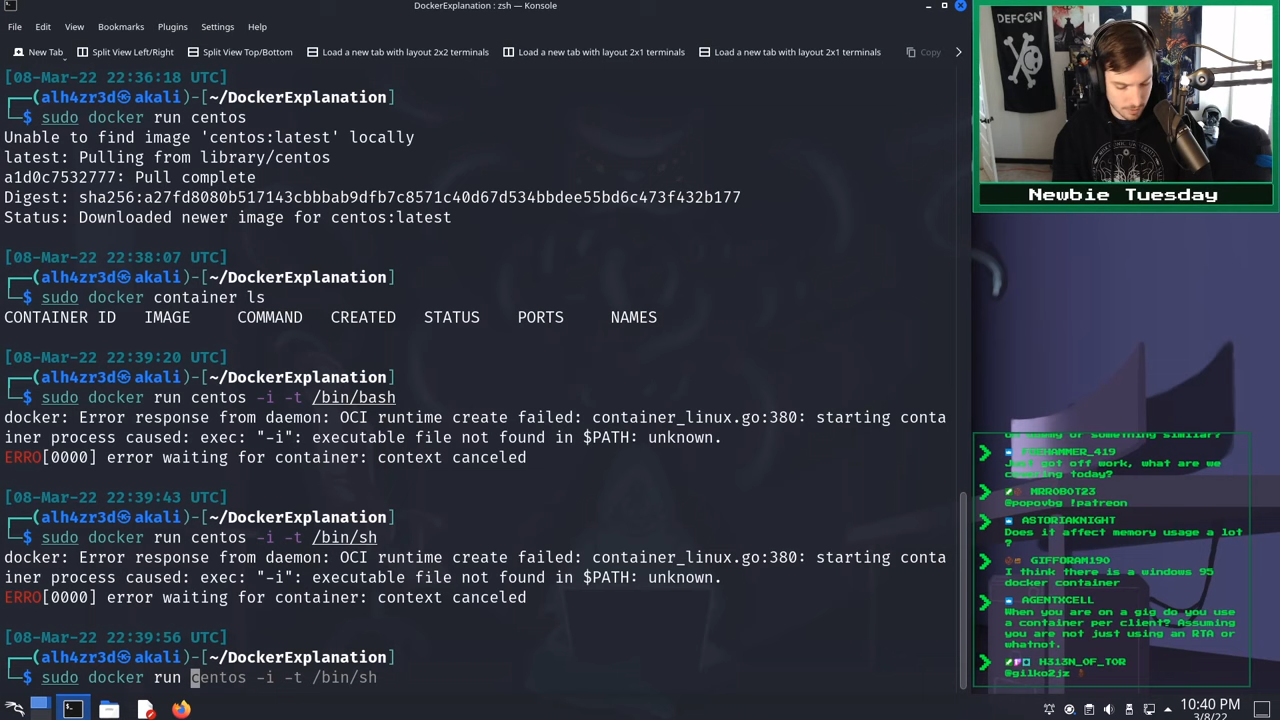 DockerExplanation : zsh — Konsole
File Edit View Bookmarks Plugins Settings Help
New Tab Split View Left/Right Split View Top/Bottom Load a new tab with layout 2x2 terminals Load a new tab with layout 2x1 terminals Load a new tab with layout 2x1 terminals Copy
[08-Mar-22 22:36:18 UTC]
(alh4zr3d㉿akali)-[~/DockerExplanation]
$ sudo docker run centos
Unable to find image 'centos:latest' locally
latest: Pulling from library/centos
a1d0c7532777: Pull complete
Digest: sha256:a27fd8080b517143cbbbab9dfb7c8571c40d67d534bbdee55bd6c473f432b177
Status: Downloaded newer image for centos:latest
[08-Mar-22 22:38:07 UTC]
(alh4zr3d㉿akali)-[~/DockerExplanation]
$ sudo docker container ls
CONTAINER ID IMAGE COMMAND CREATED STATUS PORTS NAMES
[08-Mar-22 22:39:20 UTC]
(alh4zr3d㉿akali)-[~/DockerExplanation]
$ sudo docker run centos -i -t /bin/bash
docker: Error response from daemon: OCI runtime create failed: container_linux.go:380: starting conta
iner process caused: exec: "-i": executable file not found in $PATH: unknown.
ERRO[0000] error waiting for container: context canceled
[08-Mar-22 22:39:43 UTC]
(alh4zr3d㉿akali)-[~/DockerExplanation]
$ sudo docker run centos -i -t /bin/sh
docker: Error response from daemon: OCI runtime create failed: container_linux.go:380: starting conta
iner process caused: exec: "-i": executable file not found in $PATH: unknown.
ERRO[0000] error waiting for container: context canceled
[08-Mar-22 22:39:56 UTC]
(alh4zr3d㉿akali)-[~/DockerExplanation]
$ sudo docker run centos -i -t /bin/sh
10:40 PM
3/8/22
DEFCON
Newbie Tuesday
or something similar?
FIREHAMMER_419
Just got off work, what are we
covering today?
MRROBOT23
@popovbg !patreon
ASTORIAKNIGHT
Does it affect memory usage a lot
?
GIFFORAM190
I think there is a windows 95
docker container
AGENTXCELL
When you are on a gig do you use
a container per client? Assuming
you are not just using an RTA or
whatnot.
H313N_OF_TOR
@gilko2jz